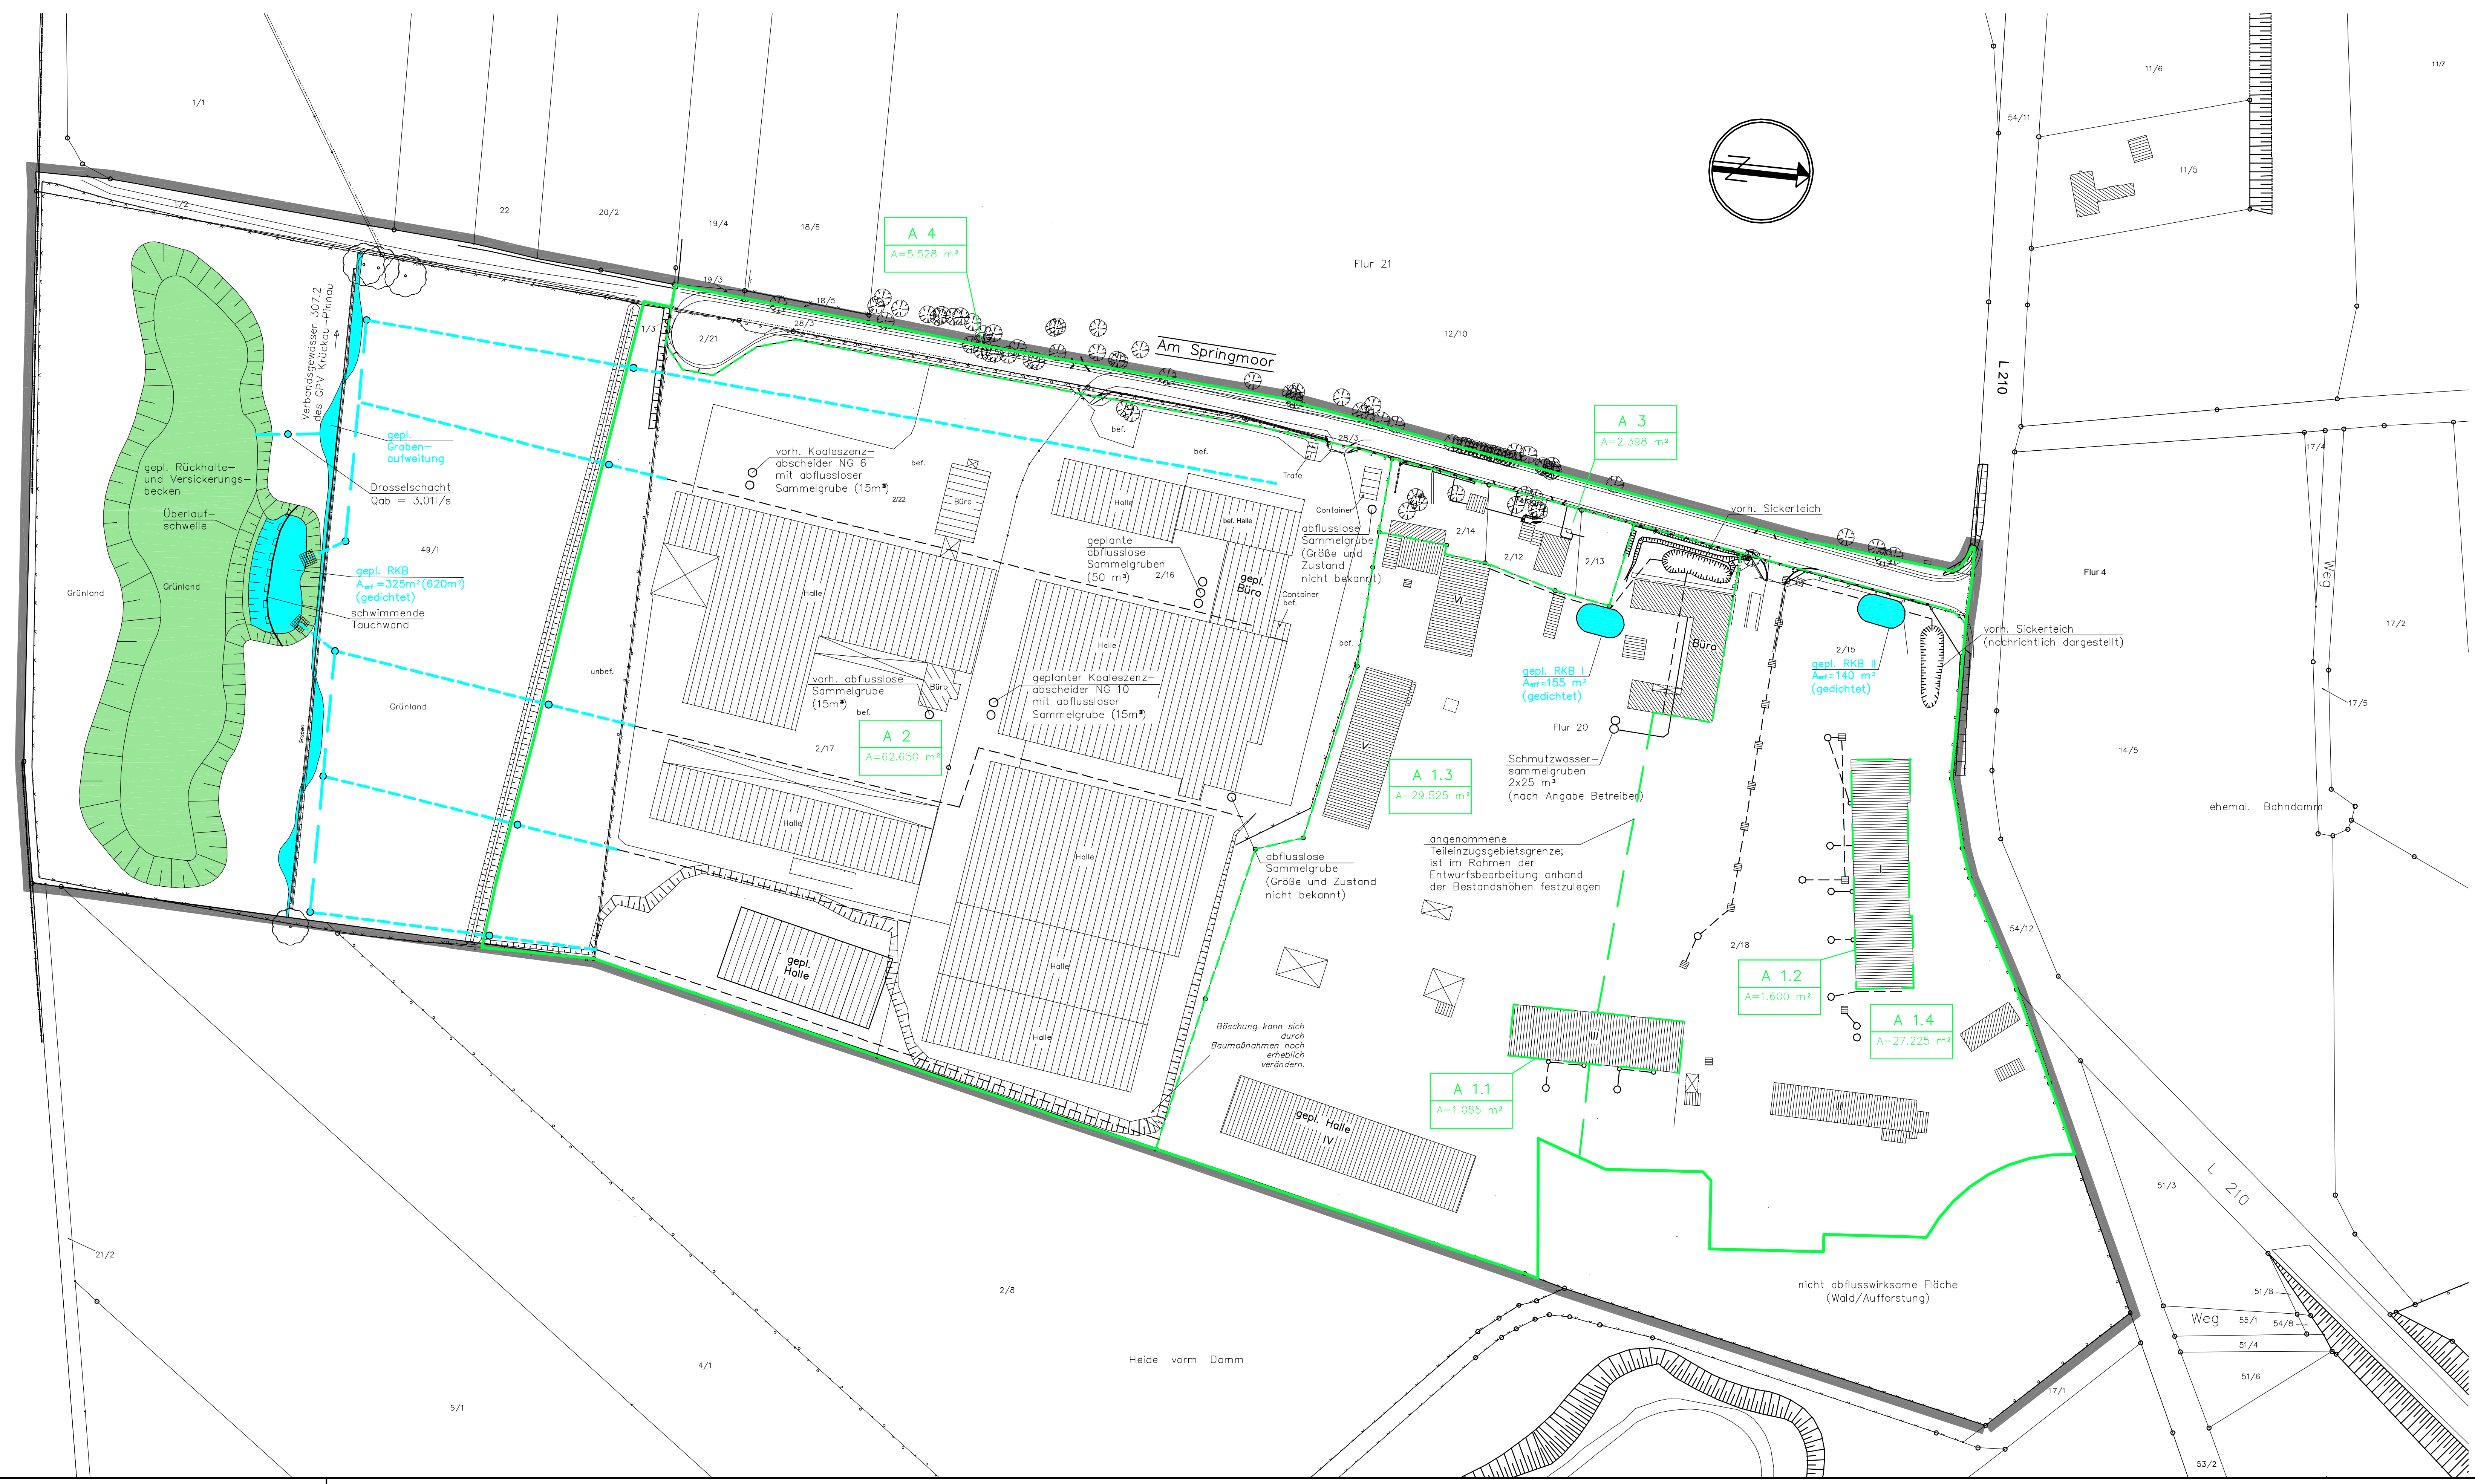 1/1
11/6
11/7
54/11
11/5
1/2
22
20/2
19/4
18/6
A 4
A=5.528 m²
Flur 21
19/3
18/5
28/3
1/3
2/21
12/10
Am Springmoor
L 210
Verbandsgewässer 307.2
des GPV Krückau-Pinnau
gepl.
Graben-
aufweitung
gepl. Rückhalte-
und Versickerungs-
becken
Drosselschacht
Qab = 3,01l/s
Überlauf-
schwelle
49/1
gepl. RKB
Aerf=325m²(620m²)
(gedichtet)
schwimmende
Tauchwand
Grünland
Grünland
Grünland
Graben
unbef.
vorh. Koaleszenz-
abscheider NG 6
mit abflussloser
Sammelgrube (15m³)
2/22
bef.
bef.
bef.
Büro
Halle
Halle
bef. Halle
Trafo
28/3
Container
abflusslose
Sammelgrube
(Größe und
Zustand
nicht bekannt)
geplante
abflusslose
Sammelgruben
(50 m³)
2/16
gepl.
Büro
Container
bef.
bef.
Halle
A 3
A=2.398 m²
2/14
2/12
2/13
VI
vorh. Sickerteich
Büro
gepl. RKB I
Aerf=155 m²
(gedichtet)
Flur 20
2/15
gepl. RKB II
Aerf=140 m²
(gedichtet)
vorh. Sickerteich
(nachrichtlich dargestellt)
Flur 4
Weg
17/4
17/2
17/5
14/5
ehemal. Bahndamm
vorh. abflusslose
Sammelgrube
(15m³)
bef.
Büro
geplanter Koaleszenz-
abscheider NG 10
mit abflussloser
Sammelgrube (15m³)
A 2
A=62.650 m²
2/17
Halle
V
A 1.3
A=29.525 m²
Schmutzwasser-
sammelgruben
2x25 m³
(nach Angabe Betreiber)
angenommene
Teileinzugsgebietsgrenze;
ist im Rahmen der
Entwurfsbearbeitung anhand
der Bestandshöhen festzulegen
abflusslose
Sammelgrube
(Größe und Zustand
nicht bekannt)
Halle
Halle
Halle
gepl.
Halle
I
2/18
54/12
A 1.2
A=1.600 m²
A 1.4
A=27.225 m²
Böschung kann sich
durch
Baumaßnahmen noch
erheblich
verändern.
III
A 1.1
A=1.085 m²
II
gepl. Halle
IV
nicht abflusswirksame Fläche
(Wald/Aufforstung)
L 210
51/3
51/8
Weg
55/1
54/8
51/4
51/6
17/1
53/2
21/2
2/8
4/1
5/1
Heide vorm Damm